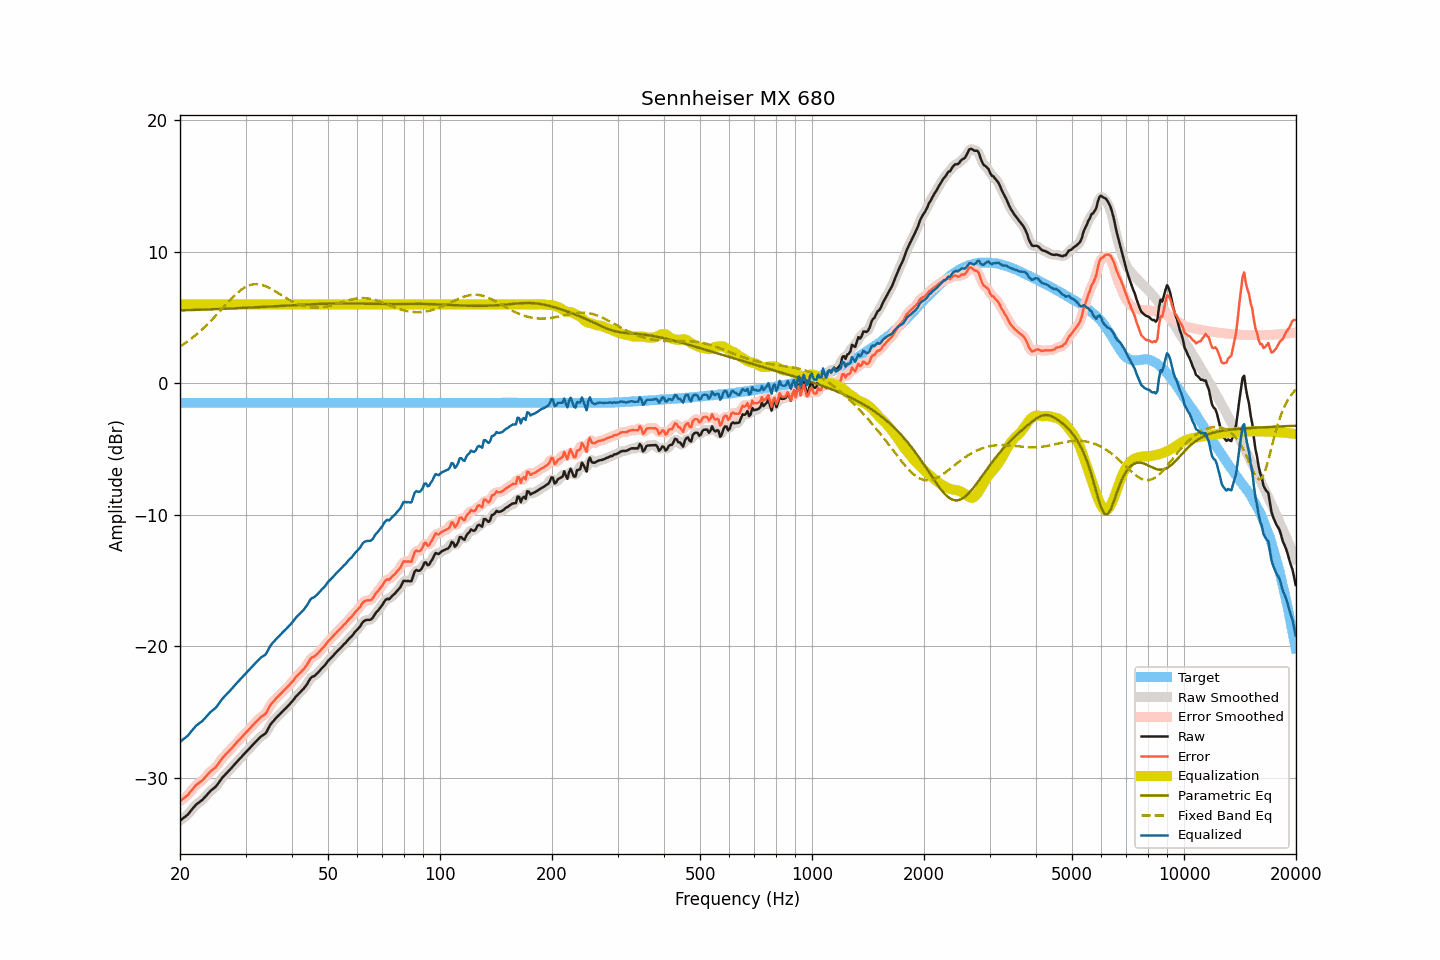 Sennheiser MX 680
20
10
0
−10
−20
−30
Amplitude (dBr)
20
50
100
200
500
1000
2000
5000
10000
20000
Frequency (Hz)
Target
Raw Smoothed
Error Smoothed
Raw
Error
Equalization
Parametric Eq
Fixed Band Eq
Equalized